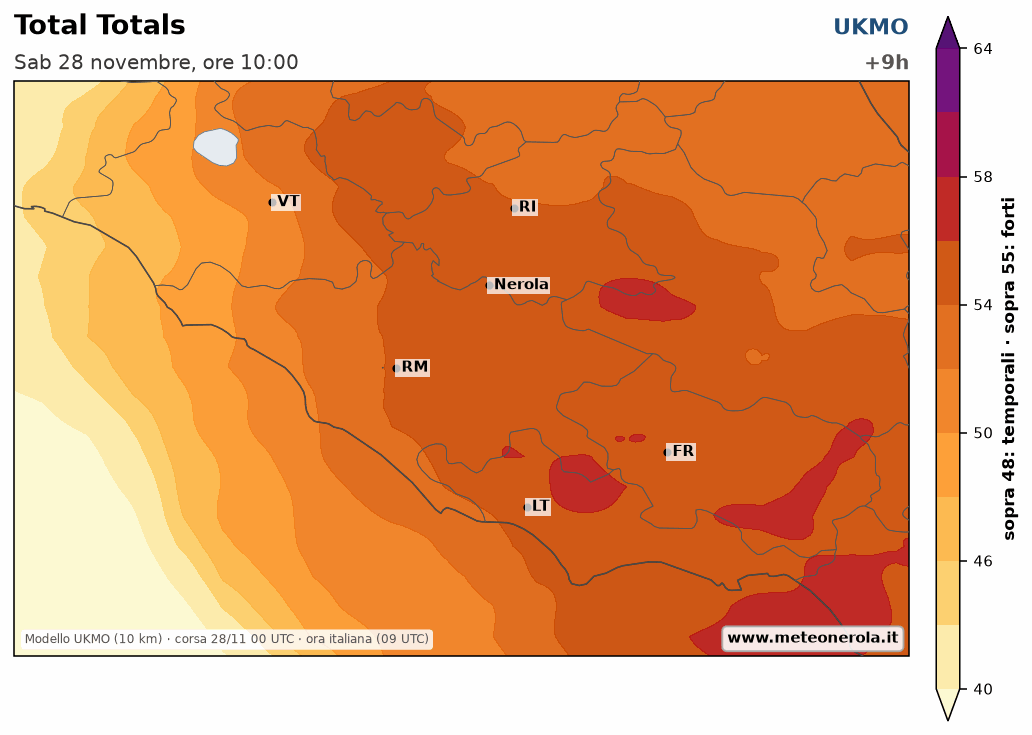 Total Totals
UKMO
Sab 28 novembre, ore 10:00
+9h
VT
RI
Nerola
RM
FR
LT
Modello UKMO (10 km) · corsa 28/11 00 UTC · ora italiana (09 UTC)
www.meteonerola.it
64
58
54
50
46
40
sopra 48: temporali · sopra 55: forti